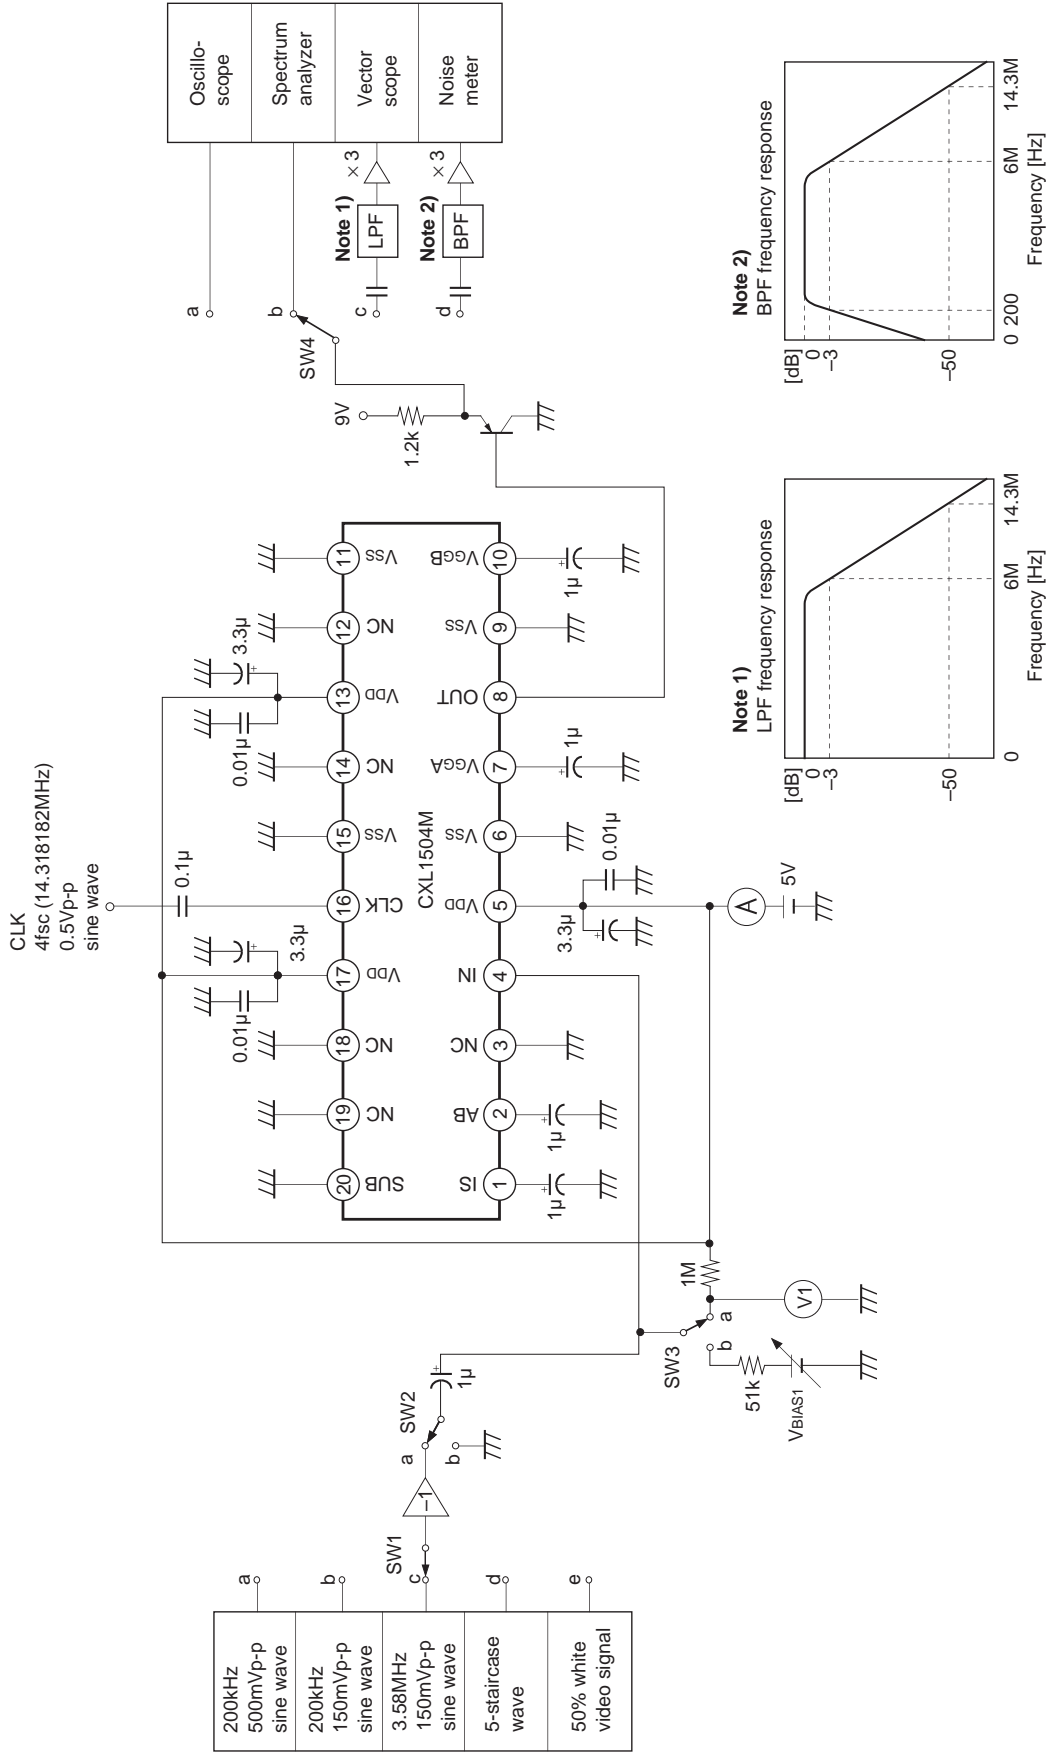 CLK
4fsc (14.318182MHz)
0.5Vp-p
sine wave
0.1µ
0.01µ
3.3µ
0.01µ
3.3µ
20
19
18
17
16
15
14
13
12
11
SUB
NC
NC
VDD
CLK
VSS
NC
VDD
NC
VSS
CXL1504M
IS
AB
NC
IN
VDD
VSS
VGGA
OUT
VSS
VGGB
1
2
3
4
5
6
7
8
9
10
1µ
1µ
3.3µ
0.01µ
1µ
1µ
A
5V
200kHz
500mVp-p
sine wave
200kHz
150mVp-p
sine wave
3.58MHz
150mVp-p
sine wave
5-staircase
wave
50% white
video signal
a
b
c
d
e
SW1
–1
a
b
SW2
1µ
SW3
a
b
1M
V1
51k
VBIAS1
9V
1.2k
SW4
a
b
c
d
Note 1)
LPF
× 3
Note 2)
BPF
× 3
Oscillo-
scope
Spectrum
analyzer
Vector
scope
Noise
meter
Note 1)
LPF frequency response
[dB]
0
–3
–50
0
6M
14.3M
Frequency [Hz]
Note 2)
BPF frequency response
[dB]
0
–3
–50
0
200
6M
14.3M
Frequency [Hz]